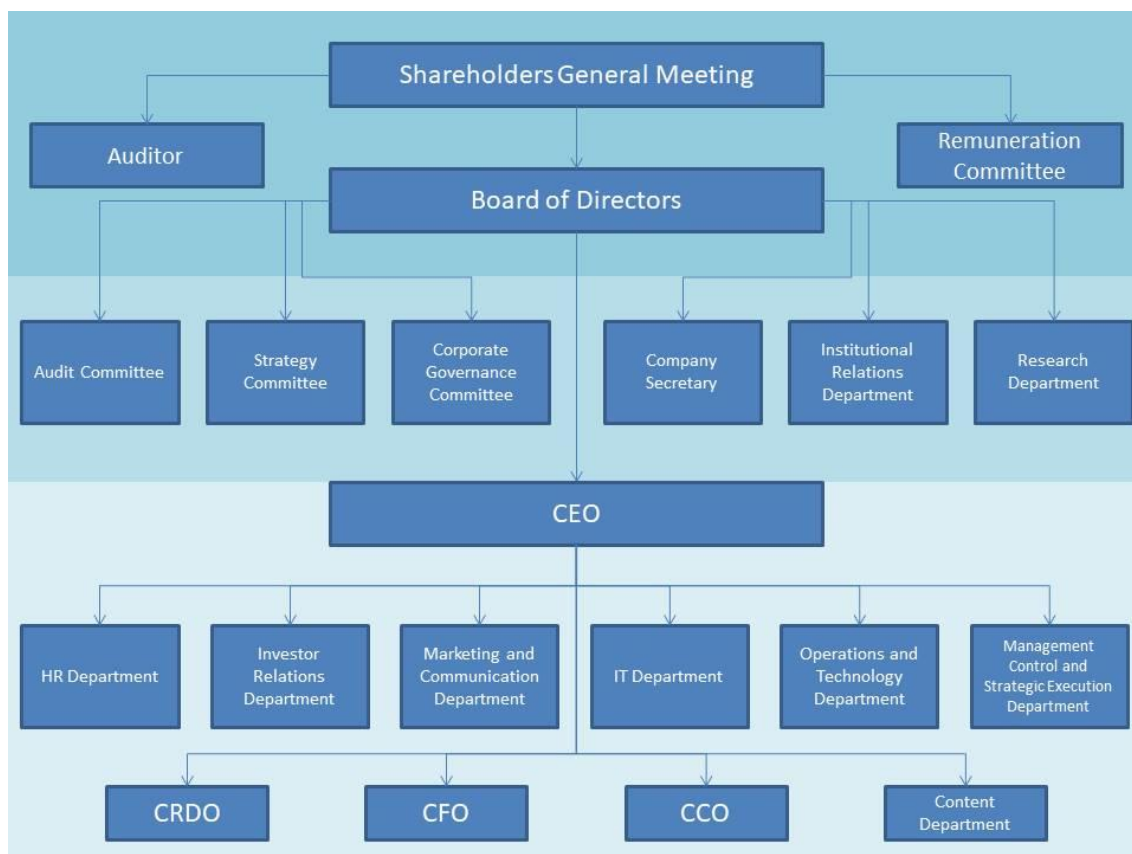 Shareholders General Meeting
Auditor
Remuneration
Committee
Board of Directors
Audit Committee
Strategy
Committee
Corporate
Governance
Committee
Company
Secretary
Institutional
Relations
Department
Research
Department
CEO
HR Department
Investor
Relations
Department
Marketing and
Communication
Department
IT Department
Operations and
Technology
Department
Management
Control and
Strategic Execution
Department
CRDO
CFO
CCO
Content
Department